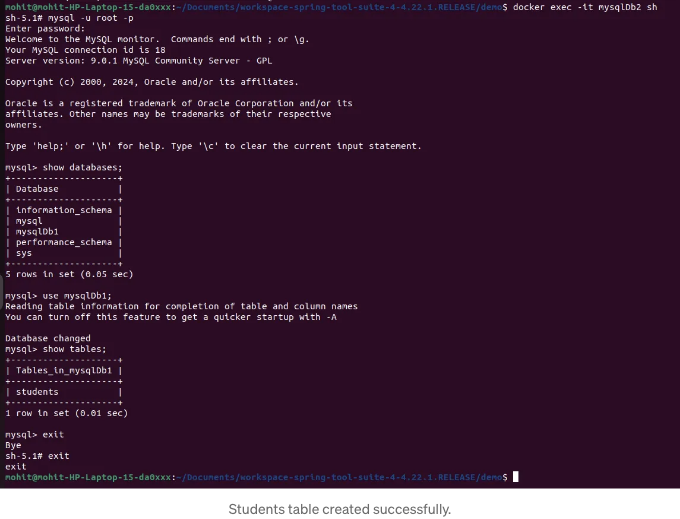 mohit@mohit-HP-Laptop-15-da0xxx:~/Documents/workspace-spring-tool-suite-4-4.22.1.RELEASE/demo$ docker exec -it mysqlDb2 sh
sh-5.1# mysql -u root -p
Enter password:
Welcome to the MySQL monitor.  Commands end with ; or \g.
Your MySQL connection id is 18
Server version: 9.0.1 MySQL Community Server - GPL
Copyright (c) 2000, 2024, Oracle and/or its affiliates.
Oracle is a registered trademark of Oracle Corporation and/or its
affiliates. Other names may be trademarks of their respective
owners.
Type 'help;' or '\h' for help. Type '\c' to clear the current input statement.
mysql> show databases;
+--------------------+
| Database           |
+--------------------+
| information_schema |
| mysql              |
| mysqlDb1           |
| performance_schema |
| sys                |
+--------------------+
5 rows in set (0.05 sec)
mysql> use mysqlDb1;
Reading table information for completion of table and column names
You can turn off this feature to get a quicker startup with -A
Database changed
mysql> show tables;
+--------------------+
| Tables_in_mysqlDb1 |
+--------------------+
| students           |
+--------------------+
1 row in set (0.01 sec)
mysql> exit
Bye
sh-5.1# exit
exit
mohit@mohit-HP-Laptop-15-da0xxx:~/Documents/workspace-spring-tool-suite-4-4.22.1.RELEASE/demo$
Students table created successfully.